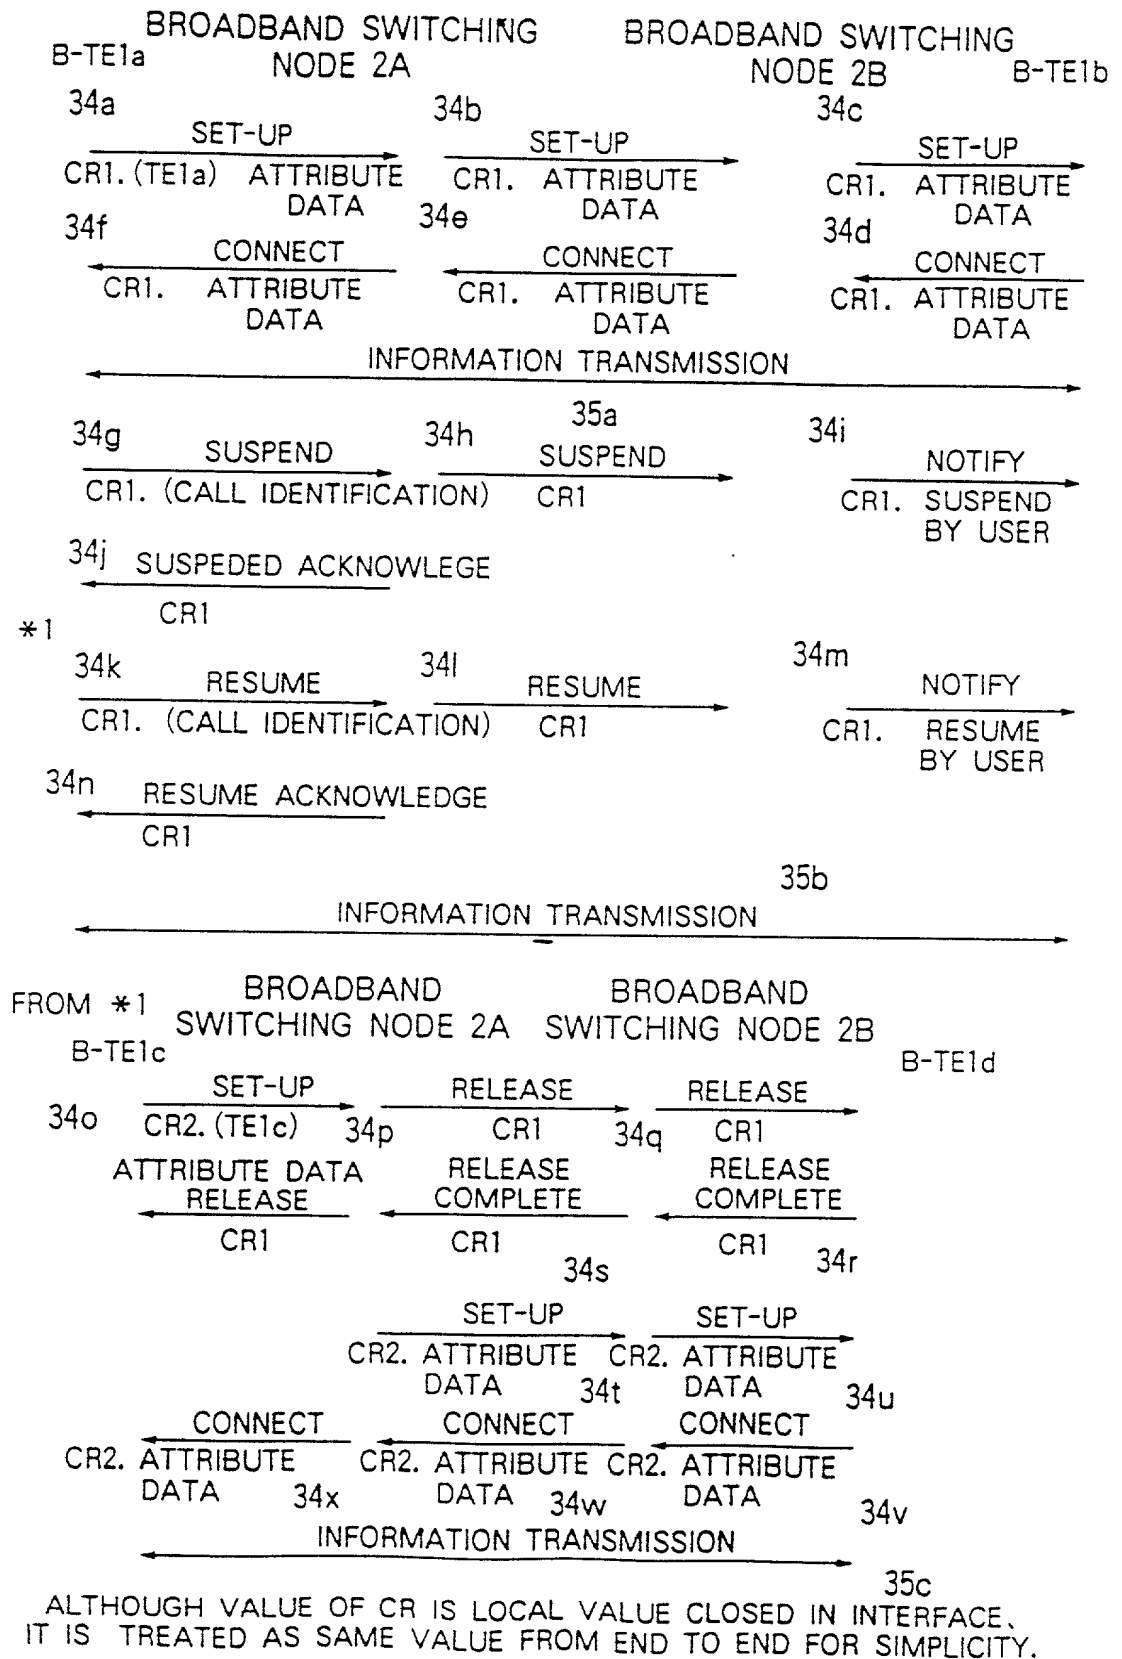 BROADBAND SWITCHING BROADBAND SWITCHING
B-TE1a NODE 2A NODE 2B B-TE1b
34a 34b 34c
SET-UP SET-UP SET-UP
CR1. (TE1a) ATTRIBUTE CR1. ATTRIBUTE CR1. ATTRIBUTE
DATA DATA DATA
34f 34e 34d
CONNECT CONNECT CONNECT
CR1. ATTRIBUTE CR1. ATTRIBUTE CR1. ATTRIBUTE
DATA DATA DATA
INFORMATION TRANSMISSION
35a
34g 34h 34i
SUSPEND SUSPEND NOTIFY
CR1. (CALL IDENTIFICATION) CR1 CR1. SUSPEND
BY USER
34j SUSPEDED ACKNOWLEGE
CR1
*1
34k 34l 34m
RESUME RESUME NOTIFY
CR1. (CALL IDENTIFICATION) CR1 CR1. RESUME
BY USER
34n RESUME ACKNOWLEDGE
CR1
35b
INFORMATION TRANSMISSION
FROM *1 BROADBAND BROADBAND
SWITCHING NODE 2A SWITCHING NODE 2B
B-TE1c B-TE1d
SET-UP RELEASE RELEASE
34o CR2. (TE1c) 34p CR1 34q CR1
ATTRIBUTE DATA RELEASE RELEASE
RELEASE COMPLETE COMPLETE
CR1 CR1 CR1 34r
34s
SET-UP SET-UP
CR2. ATTRIBUTE CR2. ATTRIBUTE
DATA 34t DATA 34u
CONNECT CONNECT CONNECT
CR2. ATTRIBUTE CR2. ATTRIBUTE CR2. ATTRIBUTE
DATA 34x DATA 34w DATA 34v
INFORMATION TRANSMISSION
35c
ALTHOUGH VALUE OF CR IS LOCAL VALUE CLOSED IN INTERFACE、
IT IS TREATED AS SAME VALUE FROM END TO END FOR SIMPLICITY.